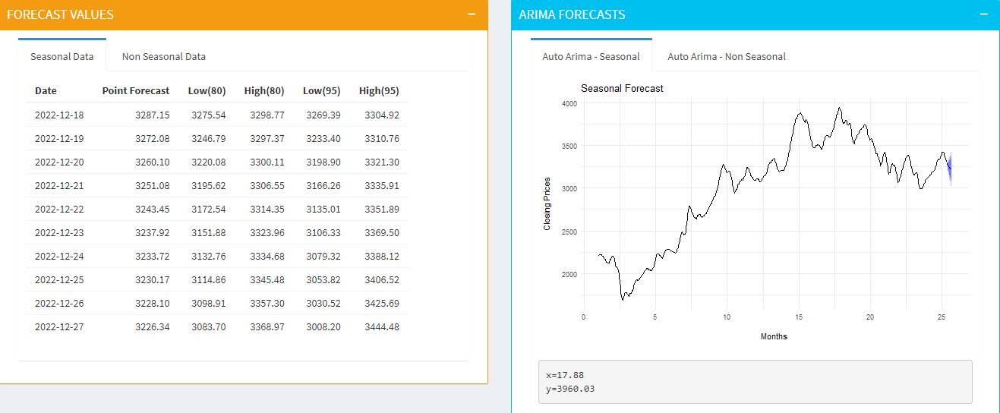 FORECAST VALUES
Seasonal Data Non Seasonal Data
Date Point Forecast Low(80) High(80) Low(95) High(95)
2022-12-18 3287.15 3275.54 3298.77 3269.39 3304.92
2022-12-19 3272.08 3246.79 3297.37 3233.40 3310.76
2022-12-20 3260.10 3220.08 3300.11 3198.90 3321.30
2022-12-21 3251.08 3195.62 3306.55 3166.26 3335.91
2022-12-22 3243.45 3172.54 3314.35 3135.01 3351.89
2022-12-23 3237.92 3151.88 3323.96 3106.33 3369.50
2022-12-24 3233.72 3132.76 3334.68 3079.32 3388.12
2022-12-25 3230.17 3114.86 3345.48 3053.82 3406.52
2022-12-26 3228.10 3098.91 3357.30 3030.52 3425.69
2022-12-27 3226.34 3083.70 3368.97 3008.20 3444.48
ARIMA FORECASTS
Auto Arima - Seasonal Auto Arima - Non Seasonal
Seasonal Forecast
4000
3500
3000
2500
2000
Closing Prices
0 5 10 15 20 25
Months
x=17.88
y=3960.03